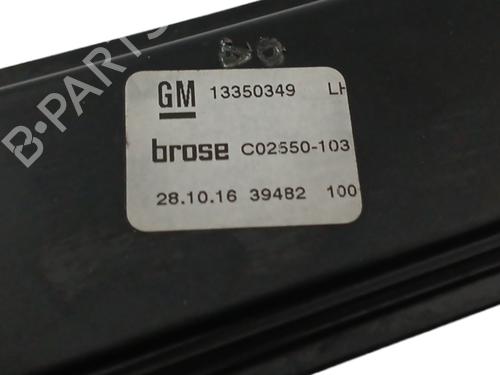 B-PARTS
GM 13350349 LH
brose C02550-103
28.10.16 39482 100